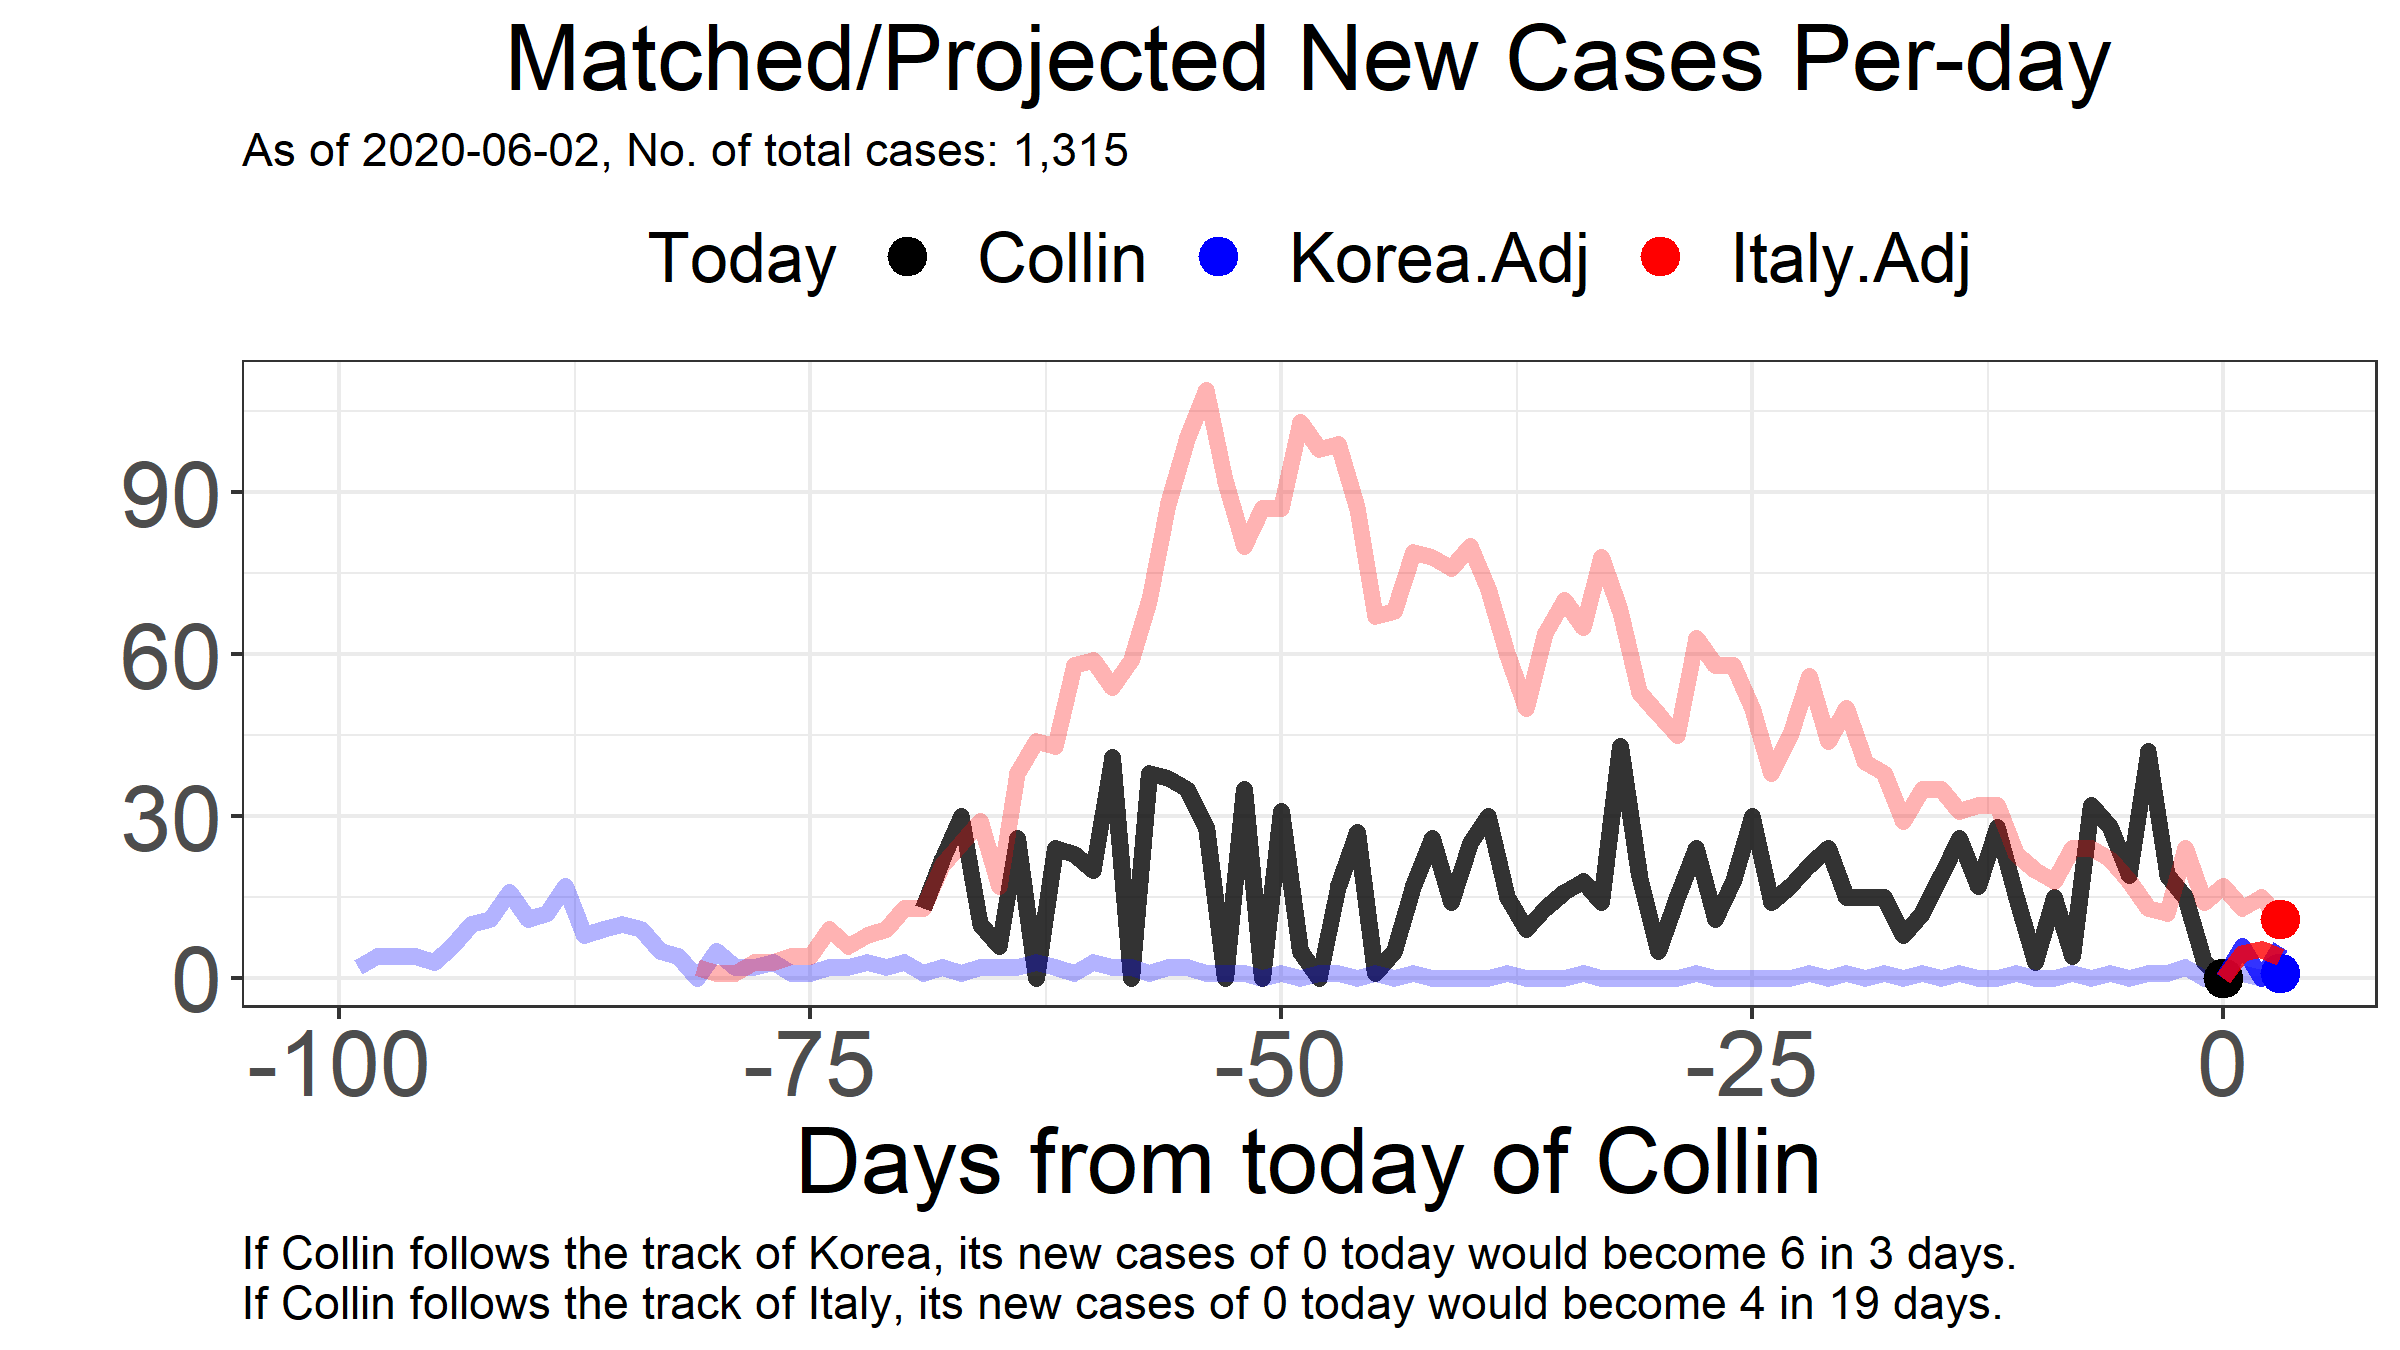 Matched/Projected New Cases Per-day
As of 2020-06-02, No. of total cases: 1,315
Today Collin Korea.Adj Italy.Adj
90
60
30
0
-100 -75 -50 -25 0
Days from today of Collin
If Collin follows the track of Korea, its new cases of 0 today would become 6 in 3 days.
If Collin follows the track of Italy, its new cases of 0 today would become 4 in 19 days.